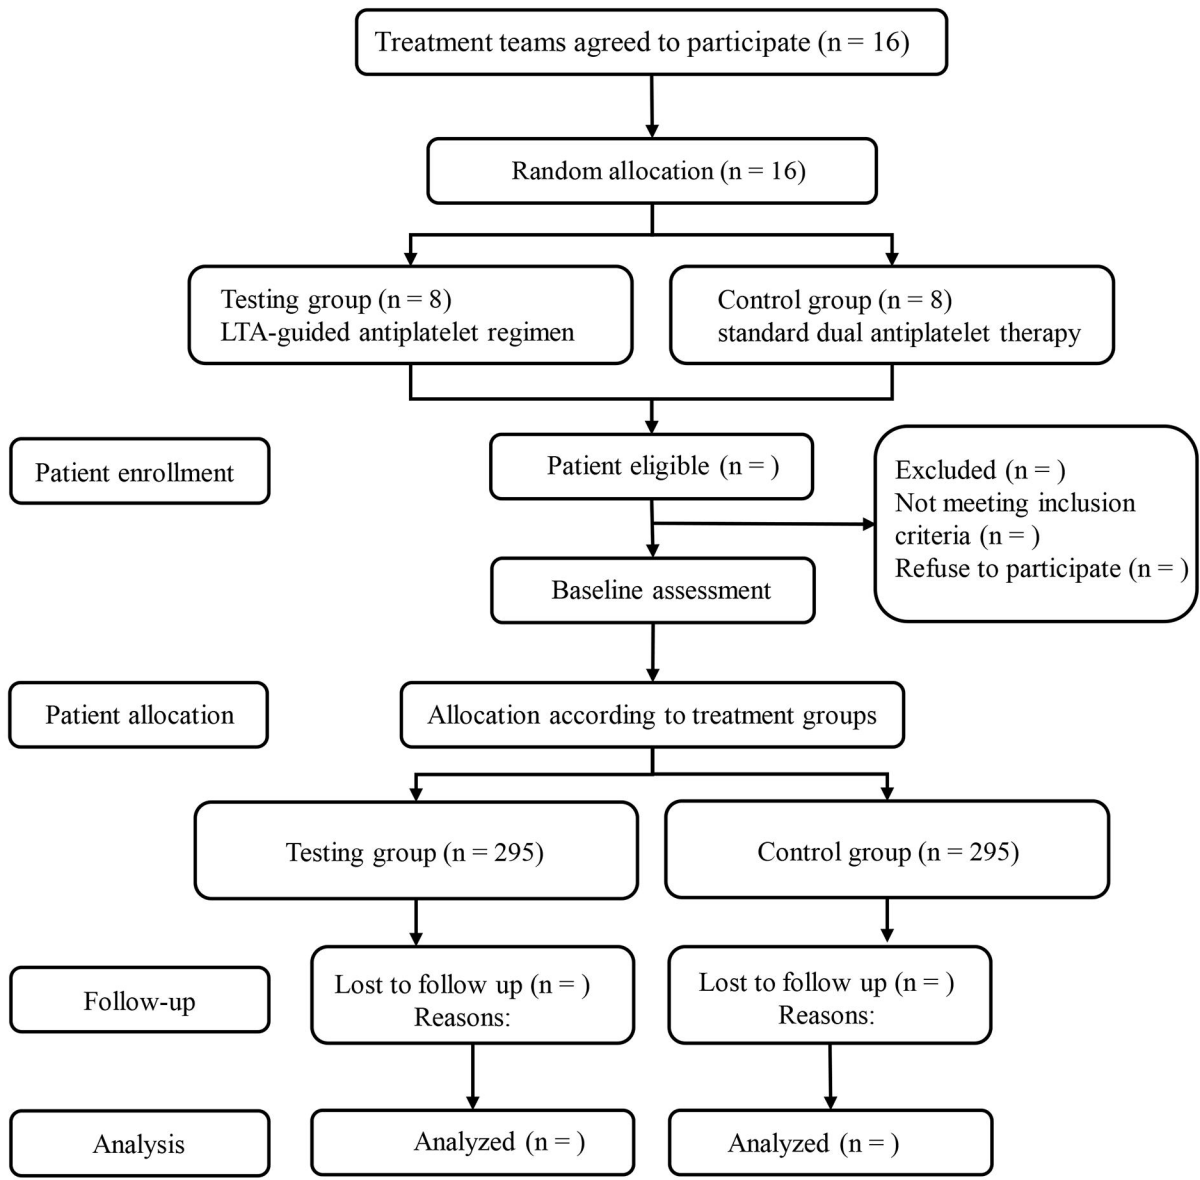 Treatment teams agreed to participate (n = 16)
Random allocation (n = 16)
Testing group (n = 8)
LTA-guided antiplatelet regimen
Control group (n = 8)
standard dual antiplatelet therapy
Patient enrollment
Patient eligible (n = )
Excluded (n = )
Not meeting inclusion
criteria (n = )
Refuse to participate (n = )
Baseline assessment
Patient allocation
Allocation according to treatment groups
Testing group (n = 295)
Control group (n = 295)
Follow-up
Lost to follow up (n = )
Reasons:
Lost to follow up (n = )
Reasons:
Analysis
Analyzed (n = )
Analyzed (n = )